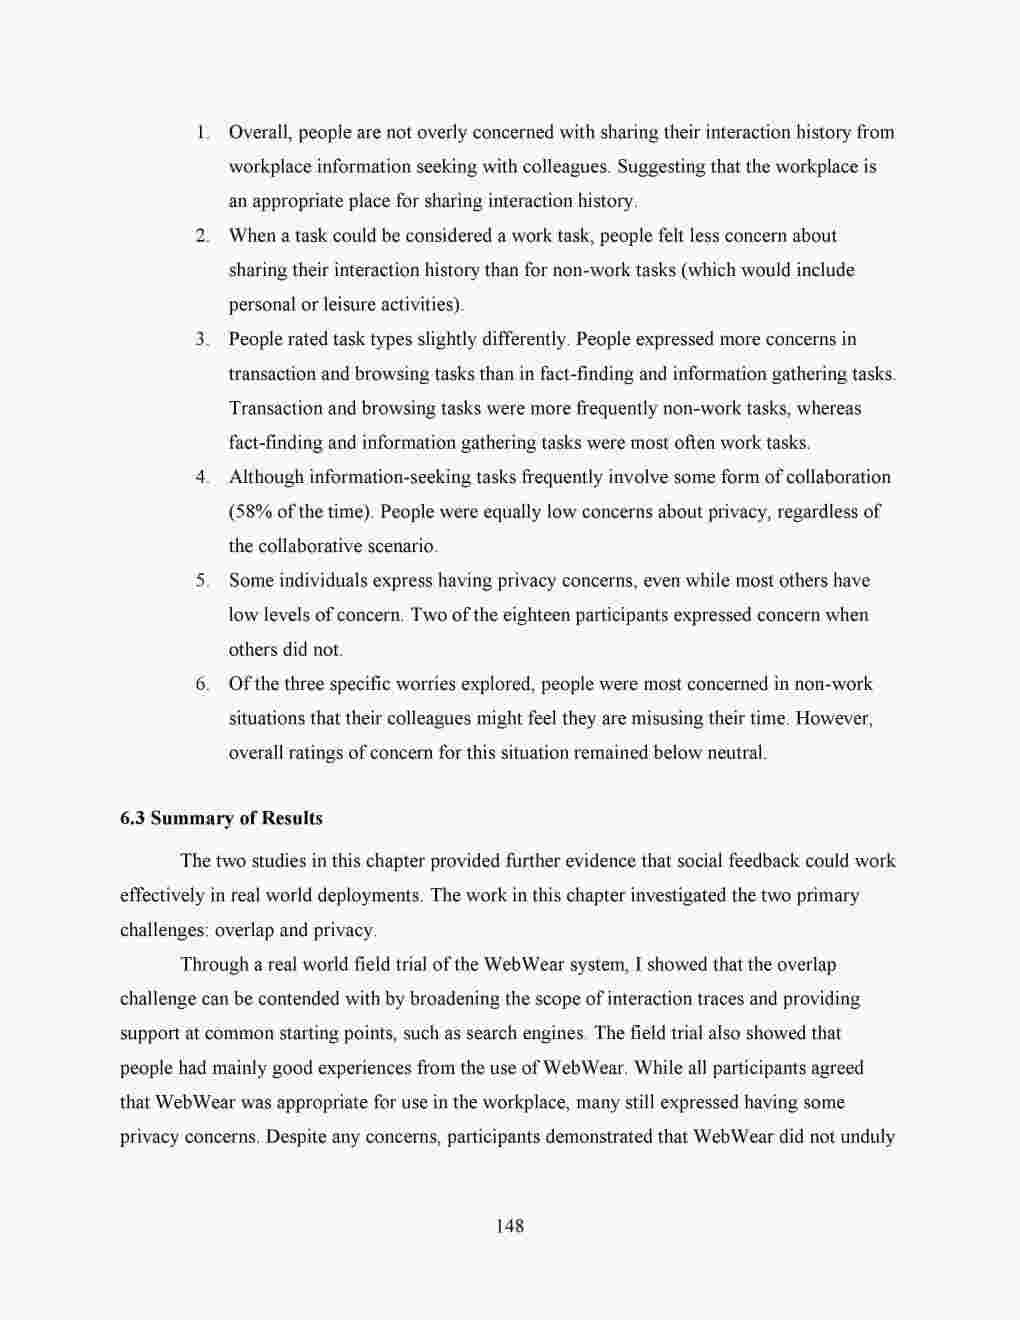 1. Overall, people are not overly concerned with sharing their interaction history from
workplace information seeking with colleagues. Suggesting that the workplace is
an appropriate place for sharing interaction history.
2. When a task could be considered a work task, people felt less concern about
sharing their interaction history than for non-work tasks (which would include
personal or leisure activities).
3. People rated task types slightly differently. People expressed more concerns in
transaction and browsing tasks than in fact-finding and information gathering tasks.
Transaction and browsing tasks were more frequently non-work tasks, whereas
fact-finding and information gathering tasks were most often work tasks.
4. Although information-seeking tasks frequently involve some form of collaboration
(58% of the time). People were equally low concerns about privacy, regardless of
the collaborative scenario.
5. Some individuals express having privacy concerns, even while most others have
low levels of concern. Two of the eighteen participants expressed concern when
others did not.
6. Of the three specific worries explored, people were most concerned in non-work
situations that their colleagues might feel they are misusing their time. However,
overall ratings of concern for this situation remained below neutral.
6.3 Summary of Results
The two studies in this chapter provided further evidence that social feedback could work
effectively in real world deployments. The work in this chapter investigated the two primary
challenges: overlap and privacy.
Through a real world field trial of the WebWear system, I showed that the overlap
challenge can be contended with by broadening the scope of interaction traces and providing
support at common starting points, such as search engines. The field trial also showed that
people had mainly good experiences from the use of WebWear. While all participants agreed
that WebWear was appropriate for use in the workplace, many still expressed having some
privacy concerns. Despite any concerns, participants demonstrated that WebWear did not unduly
148